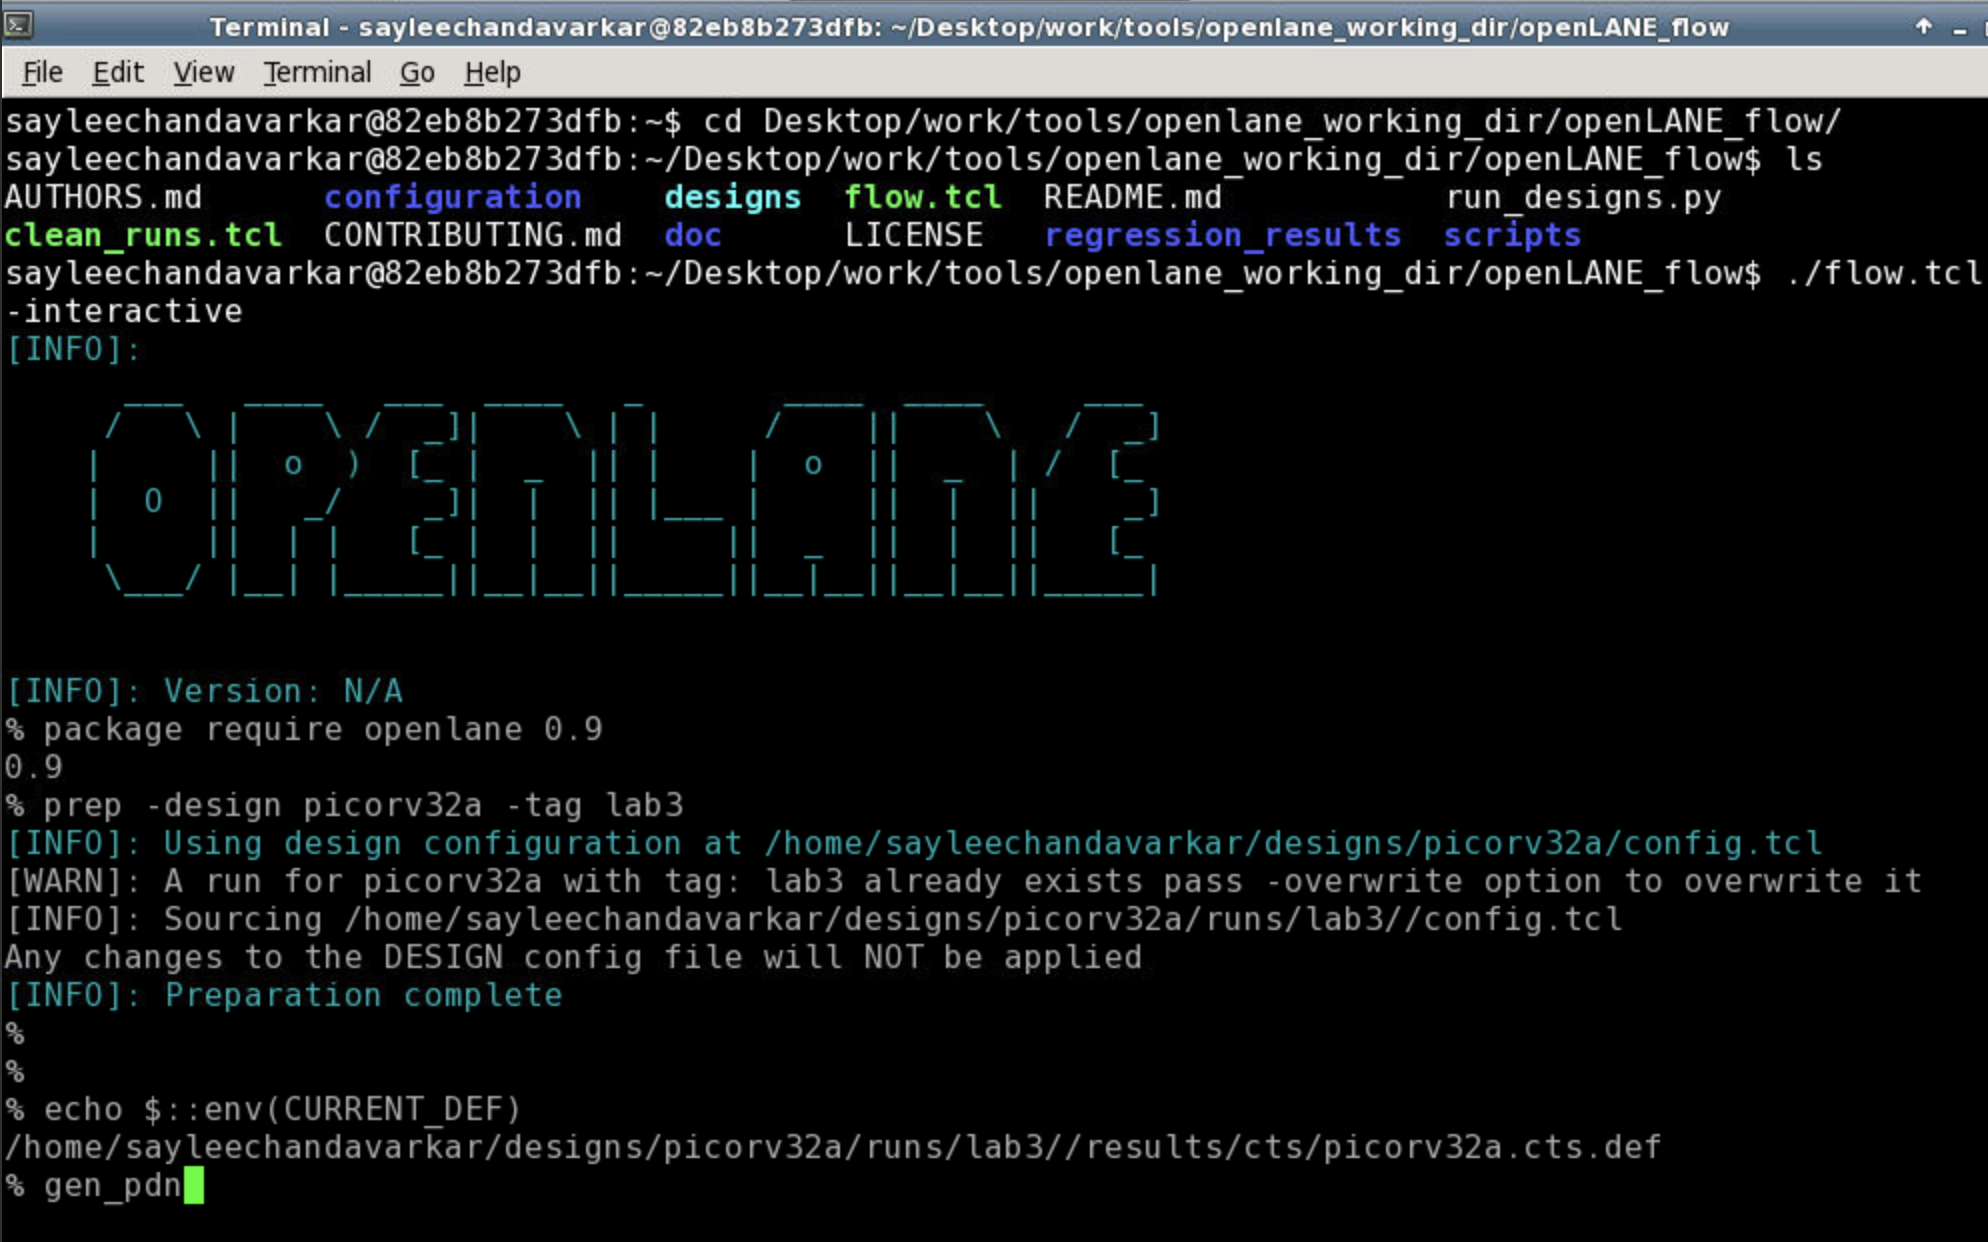 Terminal - sayleechandavarkar@82eb8b273dfb: ~/Desktop/work/tools/openlane_working_dir/openLANE_flow
File Edit View Terminal Go Help
sayleechandavarkar@82eb8b273dfb:~$ cd Desktop/work/tools/openlane_working_dir/openLANE_flow/
sayleechandavarkar@82eb8b273dfb:~/Desktop/work/tools/openlane_working_dir/openLANE_flow$ ls
AUTHORS.md configuration designs flow.tcl README.md run_designs.py
clean_runs.tcl CONTRIBUTING.md doc LICENSE regression_results scripts
sayleechandavarkar@82eb8b273dfb:~/Desktop/work/tools/openlane_working_dir/openLANE_flow$ ./flow.tcl
-interactive
[INFO]:
OPENLANE
[INFO]: Version: N/A
% package require openlane 0.9
0.9
% prep -design picorv32a -tag lab3
[INFO]: Using design configuration at /home/sayleechandavarkar/designs/picorv32a/config.tcl
[WARN]: A run for picorv32a with tag: lab3 already exists pass -overwrite option to overwrite it
[INFO]: Sourcing /home/sayleechandavarkar/designs/picorv32a/runs/lab3//config.tcl
Any changes to the DESIGN config file will NOT be applied
[INFO]: Preparation complete
%
%
% echo $::env(CURRENT_DEF)
/home/sayleechandavarkar/designs/picorv32a/runs/lab3//results/cts/picorv32a.cts.def
% gen_pdn